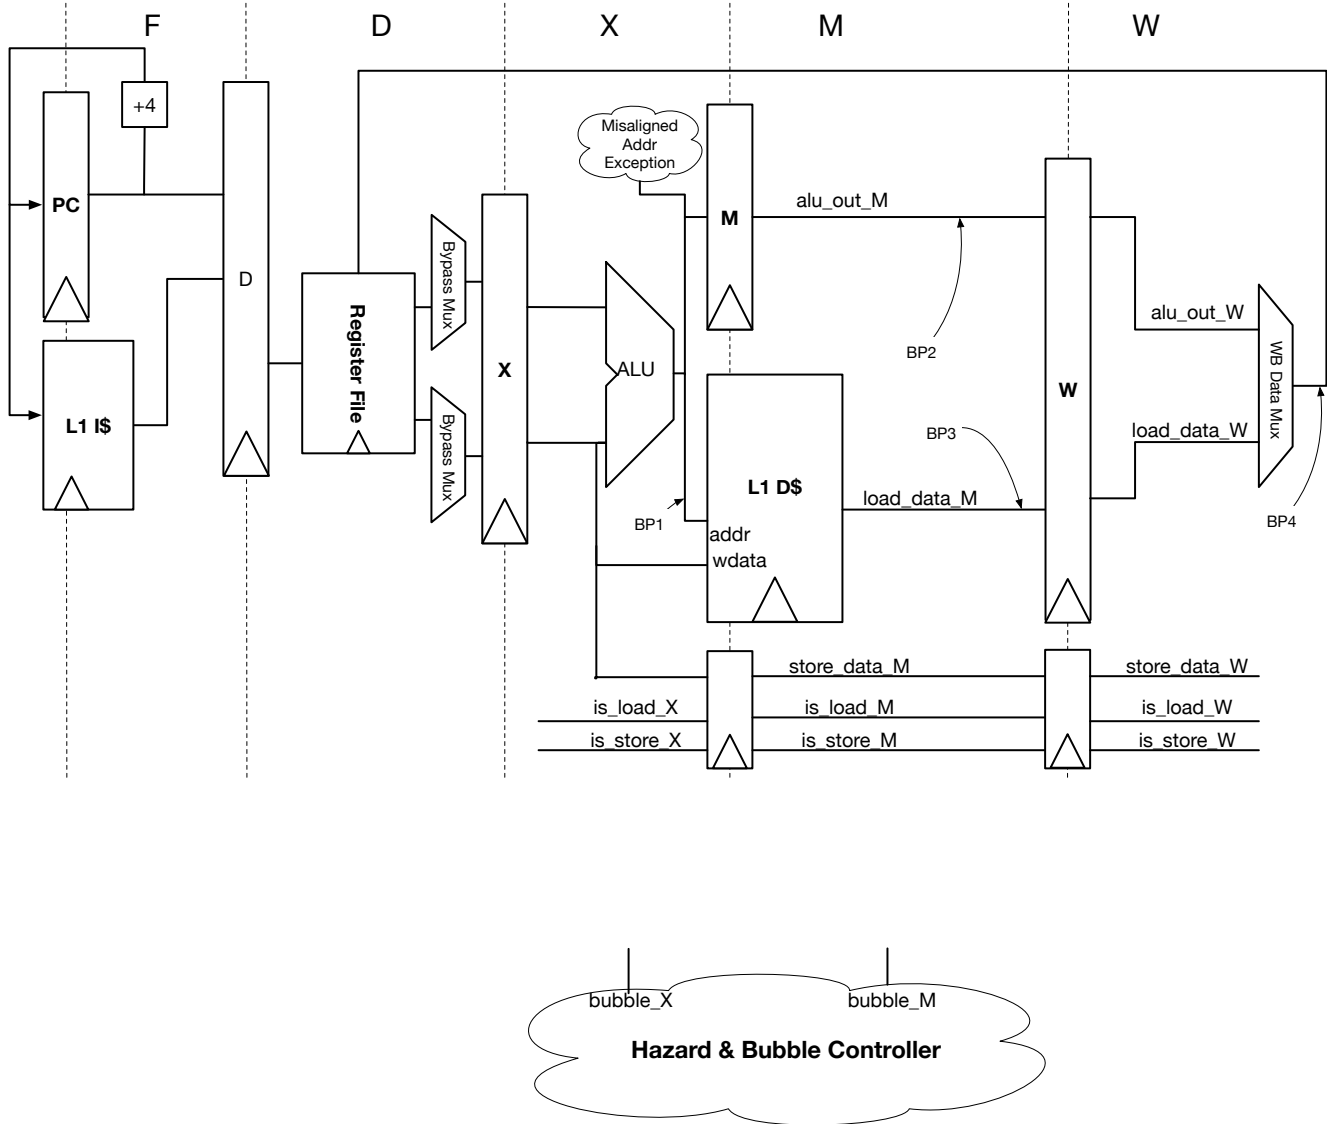 F
D
X
M
W
+4
Misaligned
Addr
Exception
PC
M
alu_out_M
D
Bypass Mux
Register File
BP2
alu_out_W
WB Data Mux
X
ALU
W
L1 I$
Bypass Mux
BP3
load_data_W
L1 D$
load_data_M
BP1
BP4
addr
wdata
store_data_M
store_data_W
is_load_X
is_load_M
is_load_W
is_store_X
is_store_M
is_store_W
bubble_X
bubble_M
Hazard & Bubble Controller